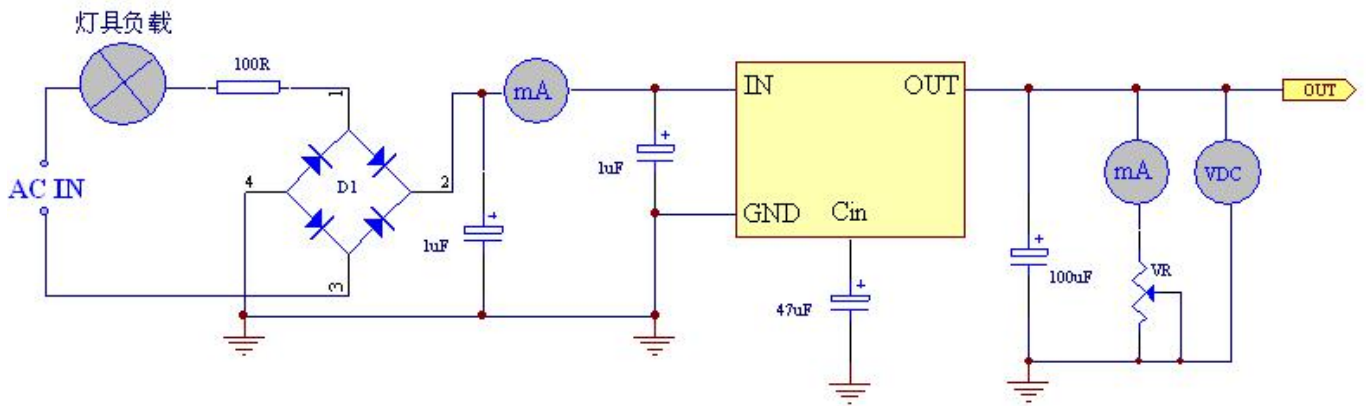 灯具负载
100R
1
mA
IN
OUT
OUT
+
1uF
AC IN
4
D1
2
mA
VDC
+
1uF
GND
Cin
+
100uF
VR
3
+
47uF